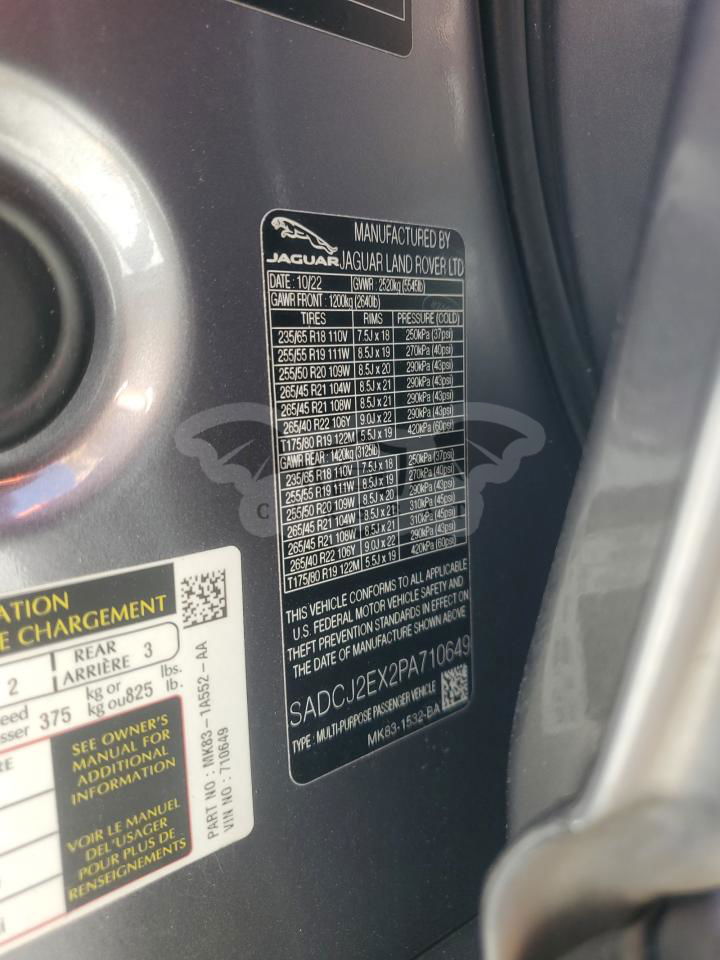 MANUFACTURED BY
JAGUAR JAGUAR LAND ROVER LTD
DATE: 10/22 GVWR : 2520kg (5545lb)
GAWR FRONT : 1200kg (2640lb)
TIRES RIMS PRESSURE (COLD)
235/65 R18 110V 7.5J x 18 250kPa (37psi)
255/55 R19 111W 8.5J x 19 270kPa (40psi)
255/50 R20 109W 8.5J x 20 290kPa (43psi)
265/45 R21 104W 8.5J x 21 290kPa (43psi)
265/45 R21 108W 8.5J x 21 290kPa (43psi)
265/40 R22 106Y 9.0J x 22 290kPa (43psi)
T175/80 R19 122M 5.5J x 19 420kPa (60psi)
GAWR REAR: 1420kg (3125lb)
235/65 R18 110V 7.5J x 18 250kPa (37psi)
255/55 R19 111W 8.5J x 19 270kPa (40psi)
255/50 R20 109W 8.5J x 20 290kPa (43psi)
265/45 R21 104W 8.5J x 21 310kPa (45psi)
265/45 R21 108W 8.5J x 21 310kPa (45psi)
265/40 R22 106Y 9.0J x 22 290kPa (43psi)
T175/80 R19 122M 5.5J x 19 420kPa (60psi)
THIS VEHICLE CONFORMS TO ALL APPLICABLE
U.S. FEDERAL MOTOR VEHICLE SAFETY AND
THEFT PREVENTION STANDARDS IN EFFECT ON
THE DATE OF MANUFACTURE SHOWN ABOVE
SADCJ2EX2PA710649
TYPE : MULTI-PURPOSE PASSENGER VEHICLE
MK83-1532-BA
ATION
E CHARGEMENT
2 REAR ARRIÈRE 3
eed
sser 375 kg or kg ou 825 lbs. lb.
RE
SEE OWNER'S
MANUAL FOR
ADDITIONAL
INFORMATION
VOIR LE MANUEL
DEL'USAGER
POUR PLUS DE
RENSEIGNEMENTS
PART NO : MK83-1A552-AA
VIN NO : 710649